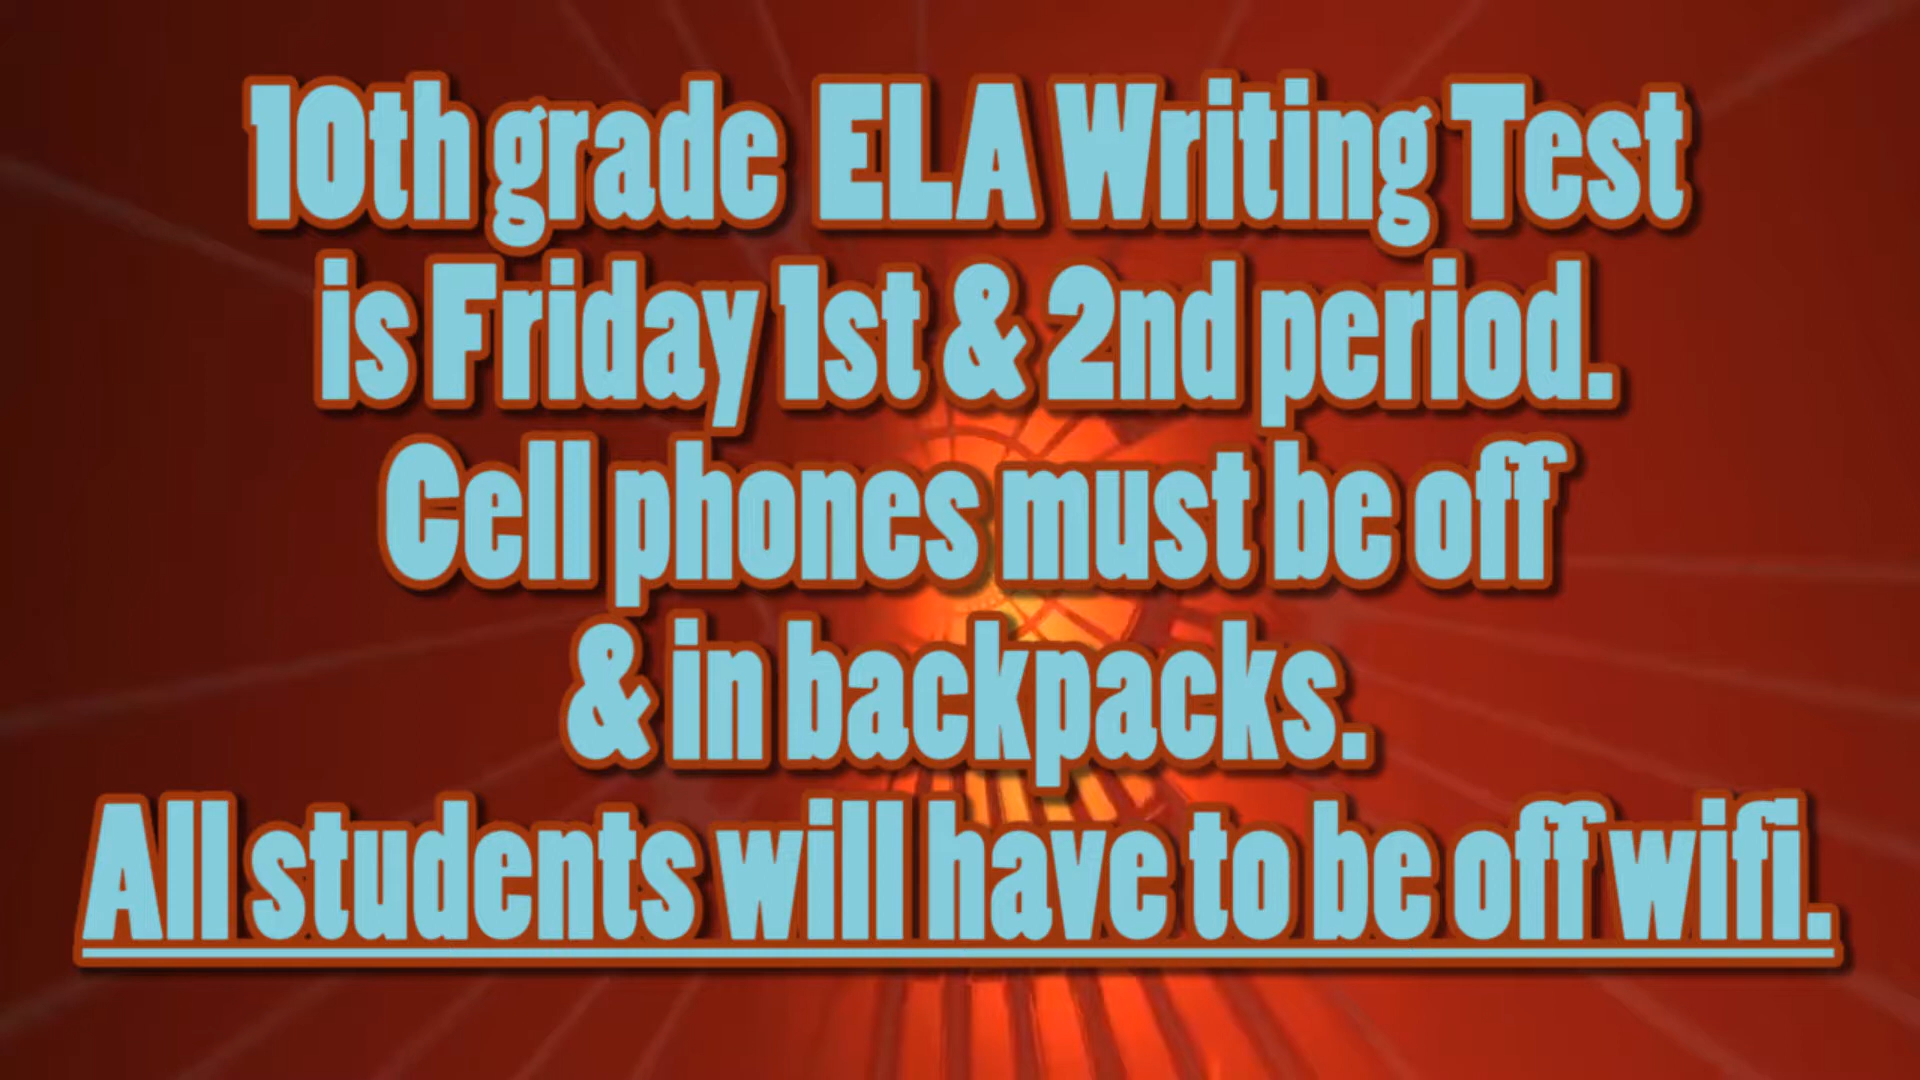 10th grade ELA Writing Test
is Friday 1st & 2nd period.
Cell phones must be off
& in backpacks.
All students will have to be off wifi.